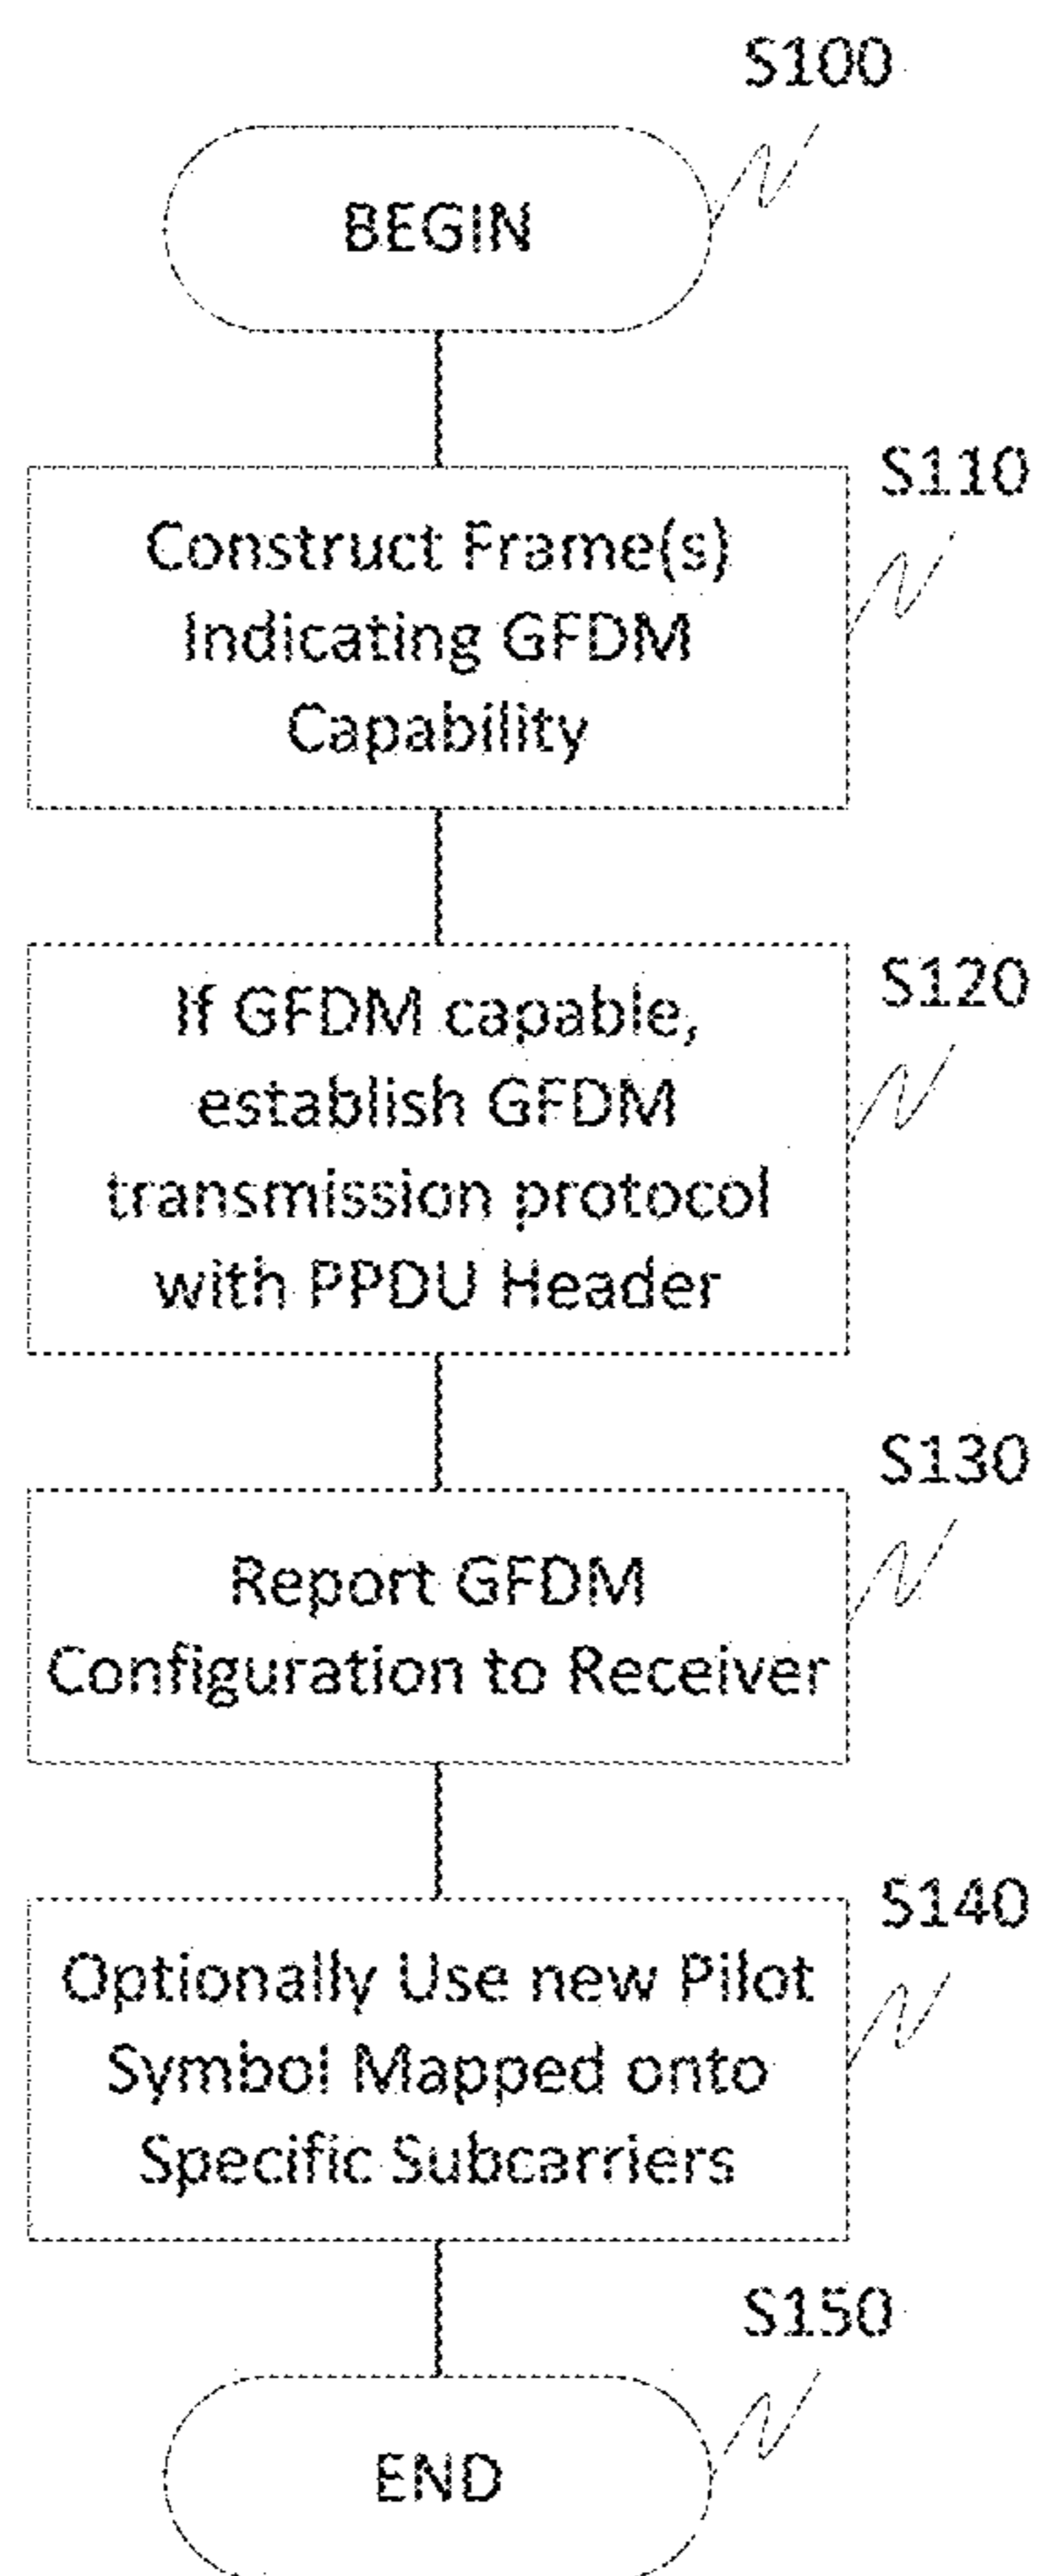 S100
BEGIN
S110
Construct Frame(s)
Indicating GFDM
Capability
S120
If GFDM capable,
establish GFDM
transmission protocol
with PPDU Header
S130
Report GFDM
Configuration to Receiver
S140
Optionally Use new Pilot
Symbol Mapped onto
Specific Subcarriers
S150
END